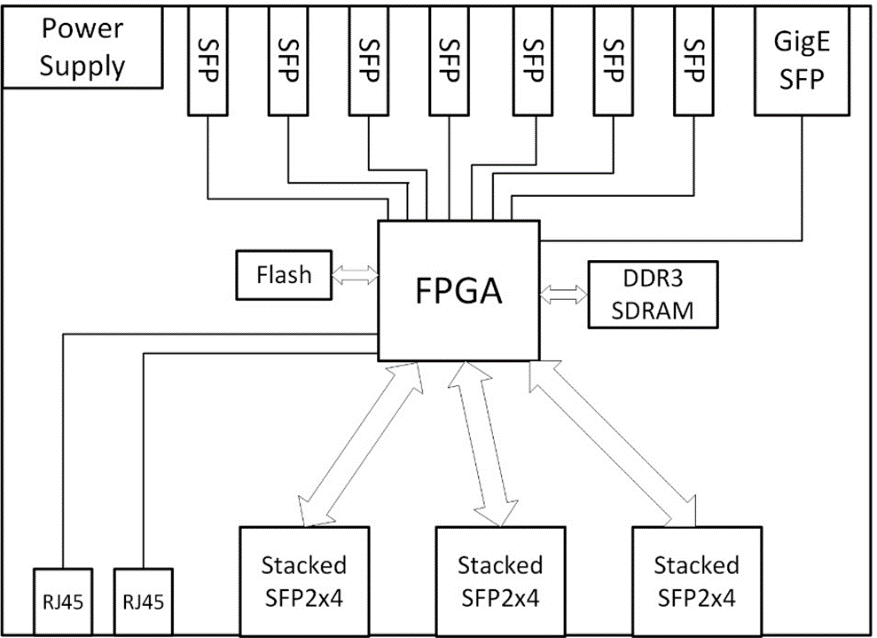 Power
Supply
SFP
SFP
SFP
SFP
SFP
SFP
SFP
GigE
SFP
Flash
FPGA
DDR3
SDRAM
RJ45
RJ45
Stacked
SFP2x4
Stacked
SFP2x4
Stacked
SFP2x4